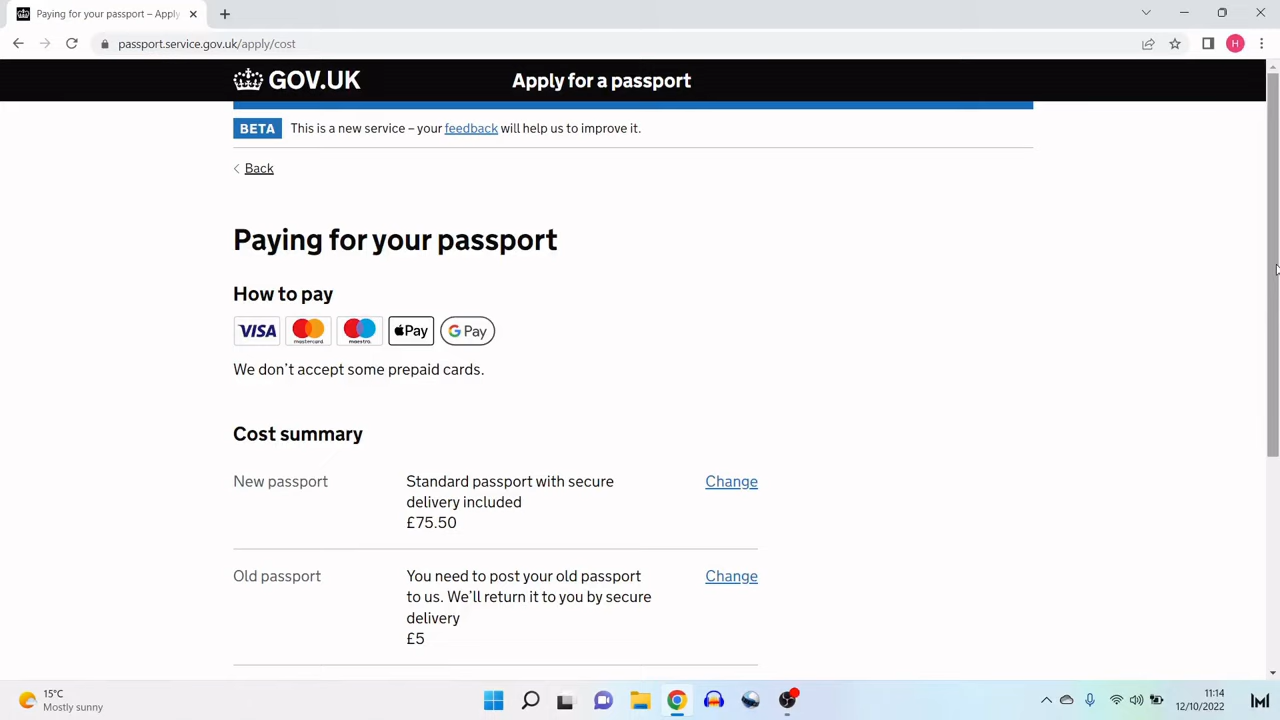 Paying for your passport – Apply
passport.service.gov.uk/apply/cost
H
GOV.UK
Apply for a passport
BETA
This is a new service – your feedback will help us to improve it.
Back
Paying for your passport
How to pay
VISA
mastercard
maestro
Pay
G Pay
We don't accept some prepaid cards.
Cost summary
New passport
Standard passport with secure
delivery included
£75.50
Change
Old passport
You need to post your old passport
to us. We'll return it to you by secure
delivery
£5
Change
15°C
Mostly sunny
11:14
12/10/2022